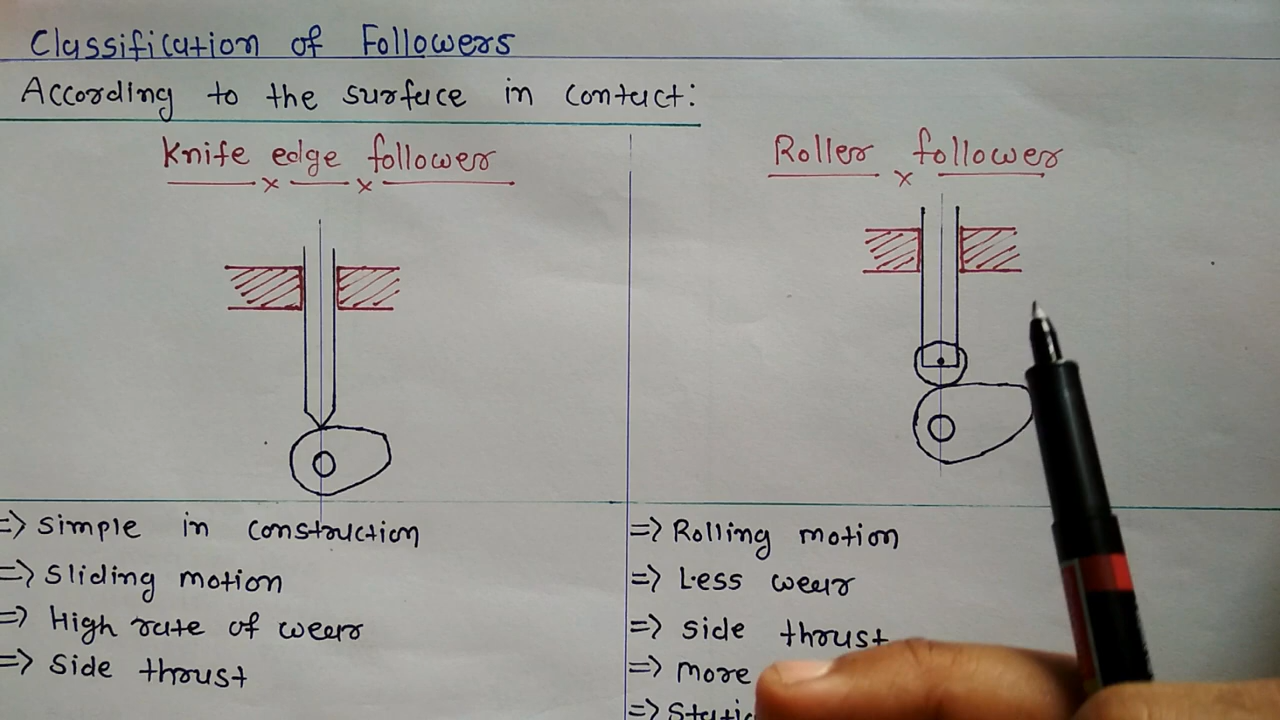 Classification of Followers
According to the surface in contact:
Knife edge follower
Roller follower
=> Simple in construction
=> Sliding motion
=> High rate of wear
=> Side thrust
=> Rolling motion
=> Less wear
=> Side thrust
=> more